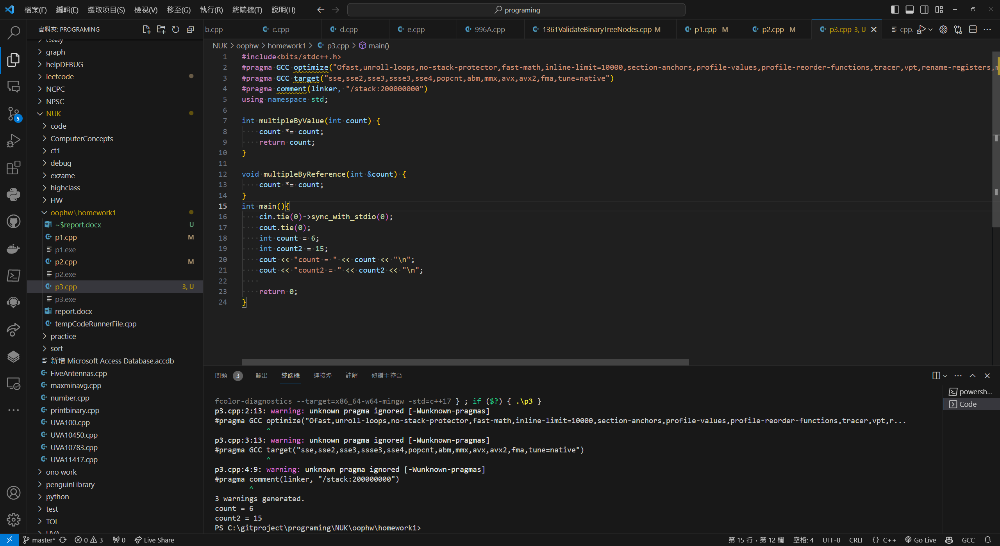 檔案(F) 編輯(E) 選取項目(S) 檢視(V) 移至(G) 執行(R) 終端機(T) 說明(H)
programing
資料夾: PROGRAMING
essay
graph
helpDEBUG
leetcode
NCPC
NPSC
NUK
code
ComputerConcepts
ct1
debug
exzame
highclass
HW
oophw\homework1
~$report.docx U
p1.cpp M
p1.exe
p2.cpp M
p2.exe
p3.cpp 3, U
p3.exe
report.docx
tempCodeRunnerFile.cpp
practice
sort
新增 Microsoft Access Database.accdb
FiveAntennas.cpp
maxminavg.cpp
number.cpp
printbinary.cpp
UVA100.cpp
UVA10450.cpp
UVA10783.cpp
UVA11417.cpp
ono work
penguinLibrary
python
test
TOI
UVA
5
b.cpp c.cpp d.cpp e.cpp 996A.cpp 1361ValidateBinaryTreeNodes.cpp M p1.cpp M p2.cpp M p3.cpp 3, U cpp.
NUK > oophw > homework1 > p3.cpp > main()
1 #include<bits/stdc++.h>
2 #pragma GCC optimize("Ofast,unroll-loops,no-stack-protector,fast-math,inline-limit=10000,section-anchors,profile-values,profile-reorder-functions,tracer,vpt,rename-registers,
3 #pragma GCC target("sse,sse2,sse3,ssse3,sse4,popcnt,abm,mmx,avx,avx2,fma,tune=native")
4 #pragma comment(linker, "/stack:200000000")
5 using namespace std;
6
7 int multipleByValue(int count) {
8     count *= count;
9     return count;
10 }
11
12 void multipleByReference(int &count) {
13     count *= count;
14 }
15 int main(){
16     cin.tie(0)->sync_with_stdio(0);
17     cout.tie(0);
18     int count = 6;
19     int count2 = 15;
20     cout << "count = " << count << "\n";
21     cout << "count2 = " << count2 << "\n";
22
23     return 0;
24 }
問題 3 輸出 終端機 連接埠 註解 偵錯主控台
fcolor-diagnostics --target=x86_64-w64-mingw -std=c++17 } ; if ($?) { .\p3 }
p3.cpp:2:13: warning: unknown pragma ignored [-Wunknown-pragmas]
#pragma GCC optimize("Ofast,unroll-loops,no-stack-protector,fast-math,inline-limit=10000,section-anchors,profile-values,profile-reorder-functions,tracer,vpt,r...
^
p3.cpp:3:13: warning: unknown pragma ignored [-Wunknown-pragmas]
#pragma GCC target("sse,sse2,sse3,ssse3,sse4,popcnt,abm,mmx,avx,avx2,fma,tune=native")
^
p3.cpp:4:9: warning: unknown pragma ignored [-Wunknown-pragmas]
#pragma comment(linker, "/stack:200000000")
^
3 warnings generated.
count = 6
count2 = 15
PS C:\gitproject\programing\NUK\oophw\homework1>
powersh...
Code
master* 0 3 0 Live Share 第 15 行，第 12 欄 空格: 4 UTF-8 CRLF {} C++ Go Live GCC